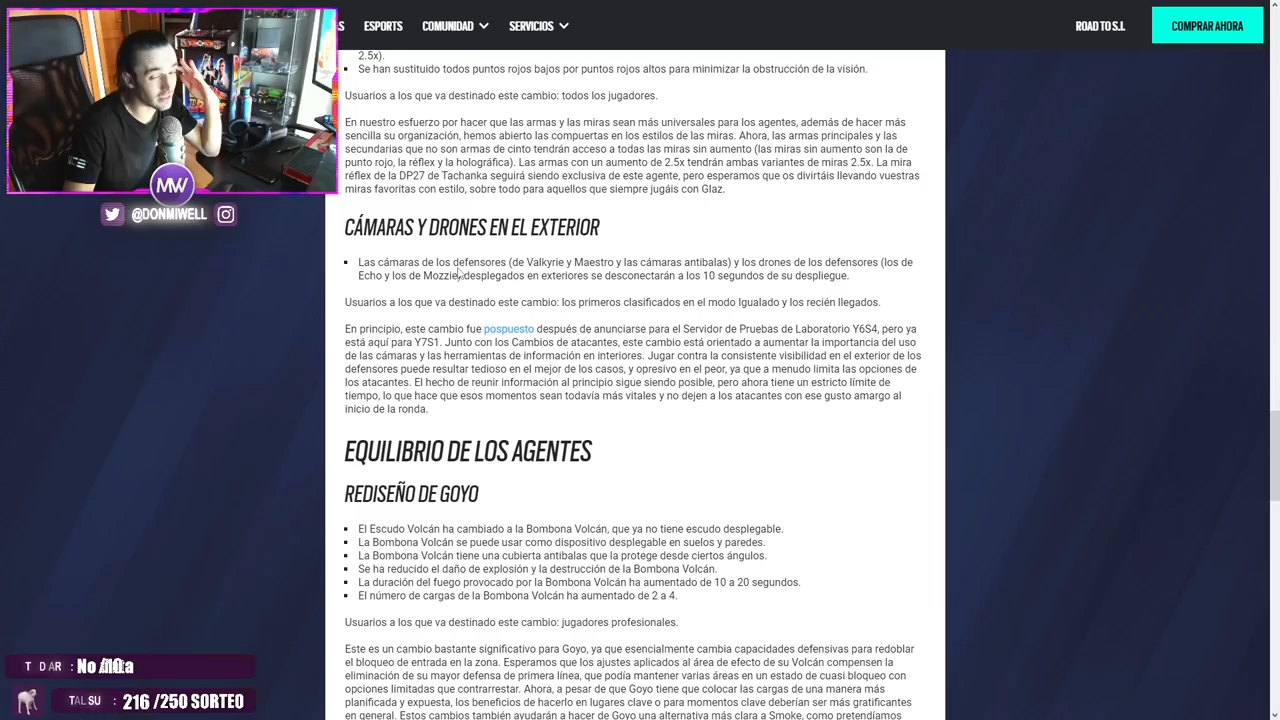 ESPORTS COMUNIDAD SERVICIOS ROAD TO S.I. COMPRAR AHORA
2.5x).
Se han sustituido todos puntos rojos bajos por puntos rojos altos para minimizar la obstrucción de la visión.
Usuarios a los que va destinado este cambio: todos los jugadores.
En nuestro esfuerzo por hacer que las armas y las miras sean más universales para los agentes, además de hacer más
sencilla su organización, hemos abierto las compuertas en los estilos de las miras. Ahora, las armas principales y las
secundarias que no son armas de cinto tendrán acceso a todas las miras sin aumento (las miras sin aumento son la de
punto rojo, la réflex y la holográfica). Las armas con un aumento de 2.5x tendrán ambas variantes de miras 2.5x. La mira
réflex de la DP27 de Tachanka seguirá siendo exclusiva de este agente, pero esperamos que os divirtáis llevando vuestras
miras favoritas con estilo, sobre todo para aquellos que siempre jugáis con Glaz.
MW
@DONMIWELL
CÁMARAS Y DRONES EN EL EXTERIOR
Las cámaras de los defensores (de Valkyrie y Maestro y las cámaras antibalas) y los drones de los defensores (los de
Echo y los de Mozzie) desplegados en exteriores se desconectarán a los 10 segundos de su despliegue.
Usuarios a los que va destinado este cambio: los primeros clasificados en el modo Igualado y los recién llegados.
En principio, este cambio fue pospuesto después de anunciarse para el Servidor de Pruebas de Laboratorio Y6S4, pero ya
está aquí para Y7S1. Junto con los Cambios de atacantes, este cambio está orientado a aumentar la importancia del uso
de las cámaras y las herramientas de información en interiores. Jugar contra la consistente visibilidad en el exterior de los
defensores puede resultar tedioso en el mejor de los casos, y opresivo en el peor, ya que a menudo limita las opciones de
los atacantes. El hecho de reunir información al principio sigue siendo posible, pero ahora tiene un estricto límite de
tiempo, lo que hace que esos momentos sean todavía más vitales y no dejen a los atacantes con ese gusto amargo al
inicio de la ronda.
EQUILIBRIO DE LOS AGENTES
REDISEÑO DE GOYO
El Escudo Volcán ha cambiado a la Bombona Volcán, que ya no tiene escudo desplegable.
La Bombona Volcán se puede usar como dispositivo desplegable en suelos y paredes.
La Bombona Volcán tiene una cubierta antibalas que la protege desde ciertos ángulos.
Se ha reducido el daño de explosión y la destrucción de la Bombona Volcán.
La duración del fuego provocado por la Bombona Volcán ha aumentado de 10 a 20 segundos.
El número de cargas de la Bombona Volcán ha aumentado de 2 a 4.
Usuarios a los que va destinado este cambio: jugadores profesionales.
Este es un cambio bastante significativo para Goyo, ya que esencialmente cambia capacidades defensivas para redoblar
el bloqueo de entrada en la zona. Esperamos que los ajustes aplicados al área de efecto de su Volcán compensen la
eliminación de su mayor defensa de primera línea, que podía mantener varias áreas en un estado de cuasi bloqueo con
opciones limitadas que contrarrestar. Ahora, a pesar de que Goyo tiene que colocar las cargas de una manera más
planificada y expuesta, los beneficios de hacerlo en lugares clave o para momentos clave deberían ser más gratificantes
en general. Estos cambios también ayudarán a hacer de Goyo una alternativa más clara a Smoke, como pretendíamos
: No
: 216 /250 SORTEO